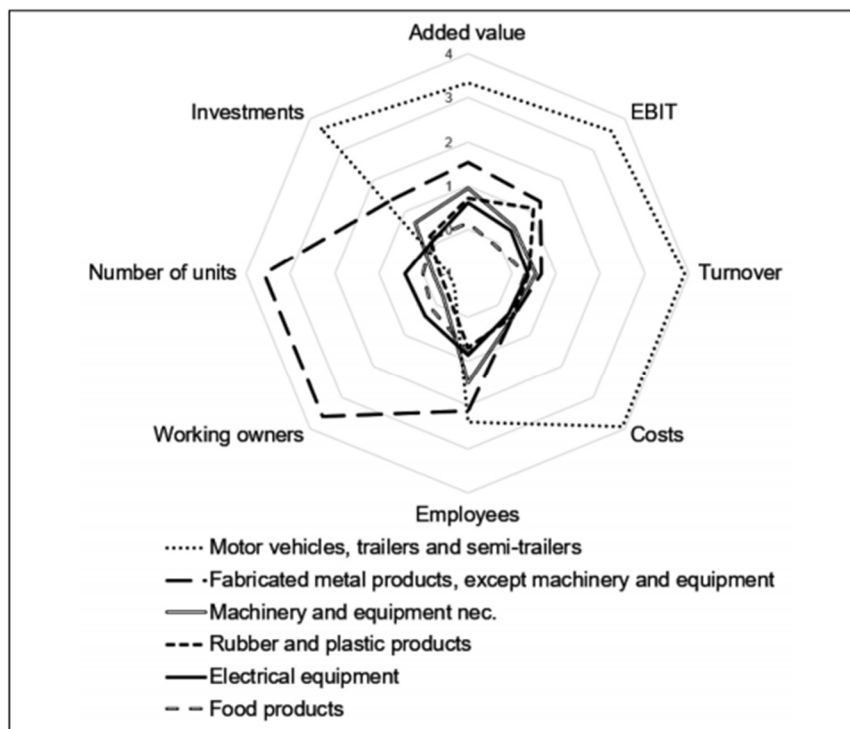 Added value
4
Investments
3
EBIT
2
1
0
Number of units
Turnover
Working owners
Costs
Employees
Motor vehicles, trailers and semi-trailers
Fabricated metal products, except machinery and equipment
Machinery and equipment nec.
Rubber and plastic products
Electrical equipment
Food products